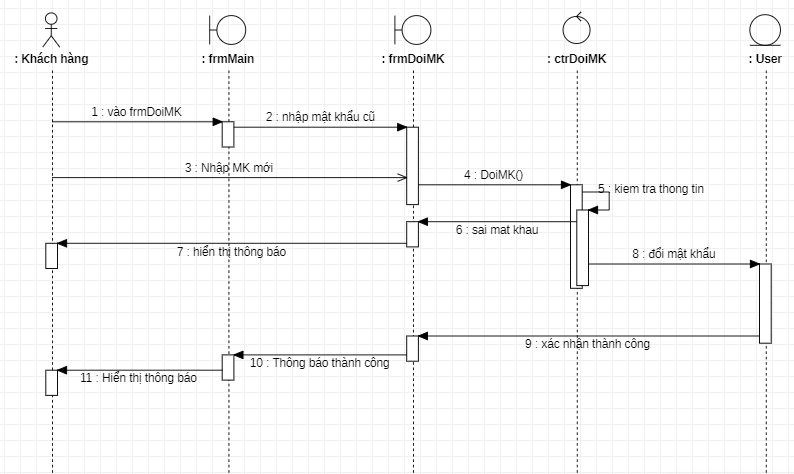 : Khách hàng
: frmMain
: frmDoiMK
: ctrDoiMK
: User
1 : vào frmDoiMK
2 : nhập mật khẩu cũ
3 : Nhập MK mới
4 : DoiMK()
5 : kiem tra thong tin
6 : sai mat khau
7 : hiển thị thông báo
8 : đổi mật khẩu
9 : xác nhận thành công
10 : Thông báo thành công
11 : Hiển thị thông báo